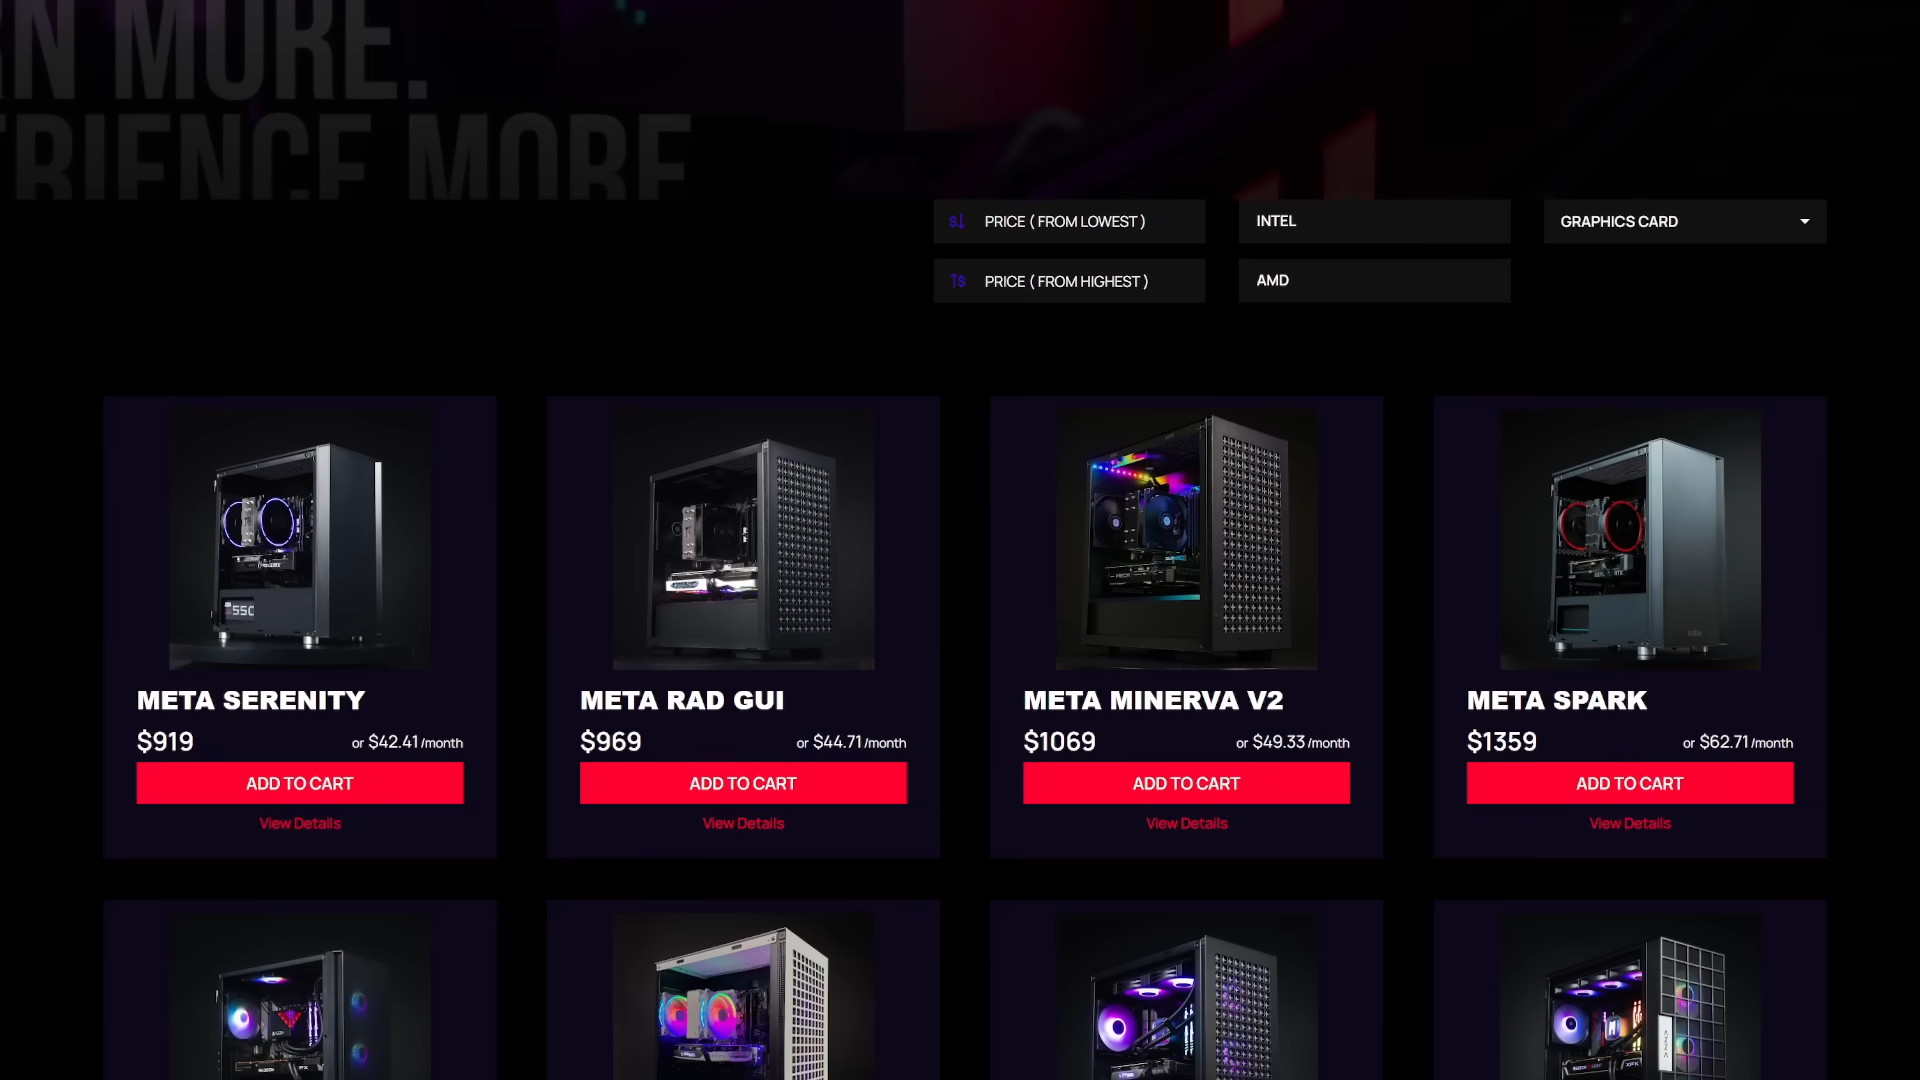 RN MORE.
ERIENCE MORE
PRICE ( FROM LOWEST )
INTEL
GRAPHICS CARD
PRICE ( FROM HIGHEST )
AMD
META SERENITY
$919
or $42.41/month
ADD TO CART
View Details
META RAD GUI
$969
or $44.71/month
ADD TO CART
View Details
META MINERVA V2
$1069
or $49.33/month
ADD TO CART
View Details
META SPARK
$1359
or $62.71/month
ADD TO CART
View Details
AZZA